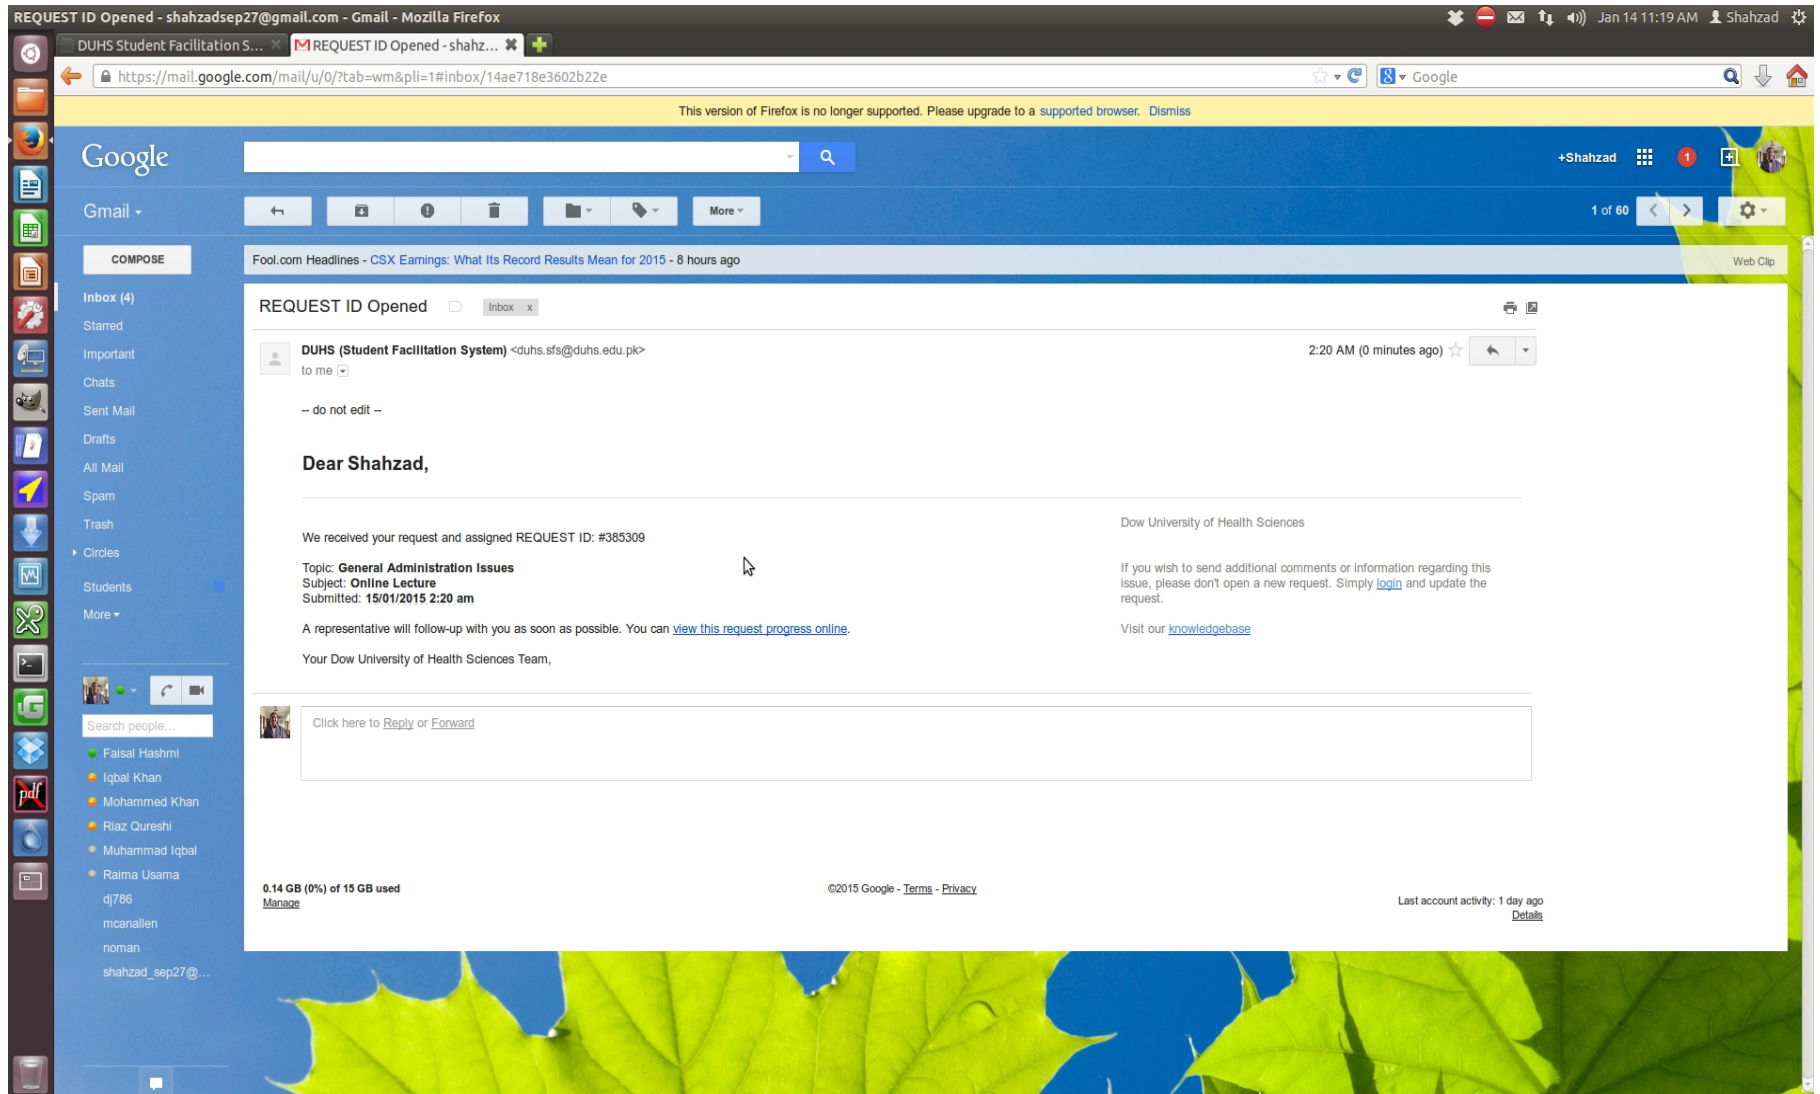 REQUEST ID Opened - shahzadsep27@gmail.com - Gmail - Mozilla Firefox
Jan 14 11:19 AM Shahzad
DUHS Student Facilitation S... REQUEST ID Opened - shahz...
https://mail.google.com/mail/u/0/?tab=wm&pli=1#inbox/14ae718e3602b22e
8 Google
This version of Firefox is no longer supported. Please upgrade to a supported browser. Dismiss
Google
+Shahzad 1
Gmail
More
1 of 60
COMPOSE
Fool.com Headlines - CSX Earnings: What Its Record Results Mean for 2015 - 8 hours ago
Web Clip
Inbox (4)
Starred
Important
Chats
Sent Mail
Drafts
All Mail
Spam
Trash
Circles
Students
More
REQUEST ID Opened Inbox x
DUHS (Student Facilitation System) <duhs.sfs@duhs.edu.pk>
2:20 AM (0 minutes ago)
to me
-- do not edit --
Dear Shahzad,
We received your request and assigned REQUEST ID: #385309
Topic: General Administration Issues
Subject: Online Lecture
Submitted: 15/01/2015 2:20 am
A representative will follow-up with you as soon as possible. You can view this request progress online.
Your Dow University of Health Sciences Team,
Dow University of Health Sciences
If you wish to send additional comments or information regarding this
issue, please don't open a new request. Simply login and update the
request.
Visit our knowledgebase
Click here to Reply or Forward
Search people...
Faisal Hashmi
Iqbal Khan
Mohammed Khan
Riaz Qureshi
Muhammad Iqbal
Raima Usama
dj786
mcanallen
noman
shahzad_sep27@...
pdf
0.14 GB (0%) of 15 GB used
Manage
©2015 Google - Terms - Privacy
Last account activity: 1 day ago
Details